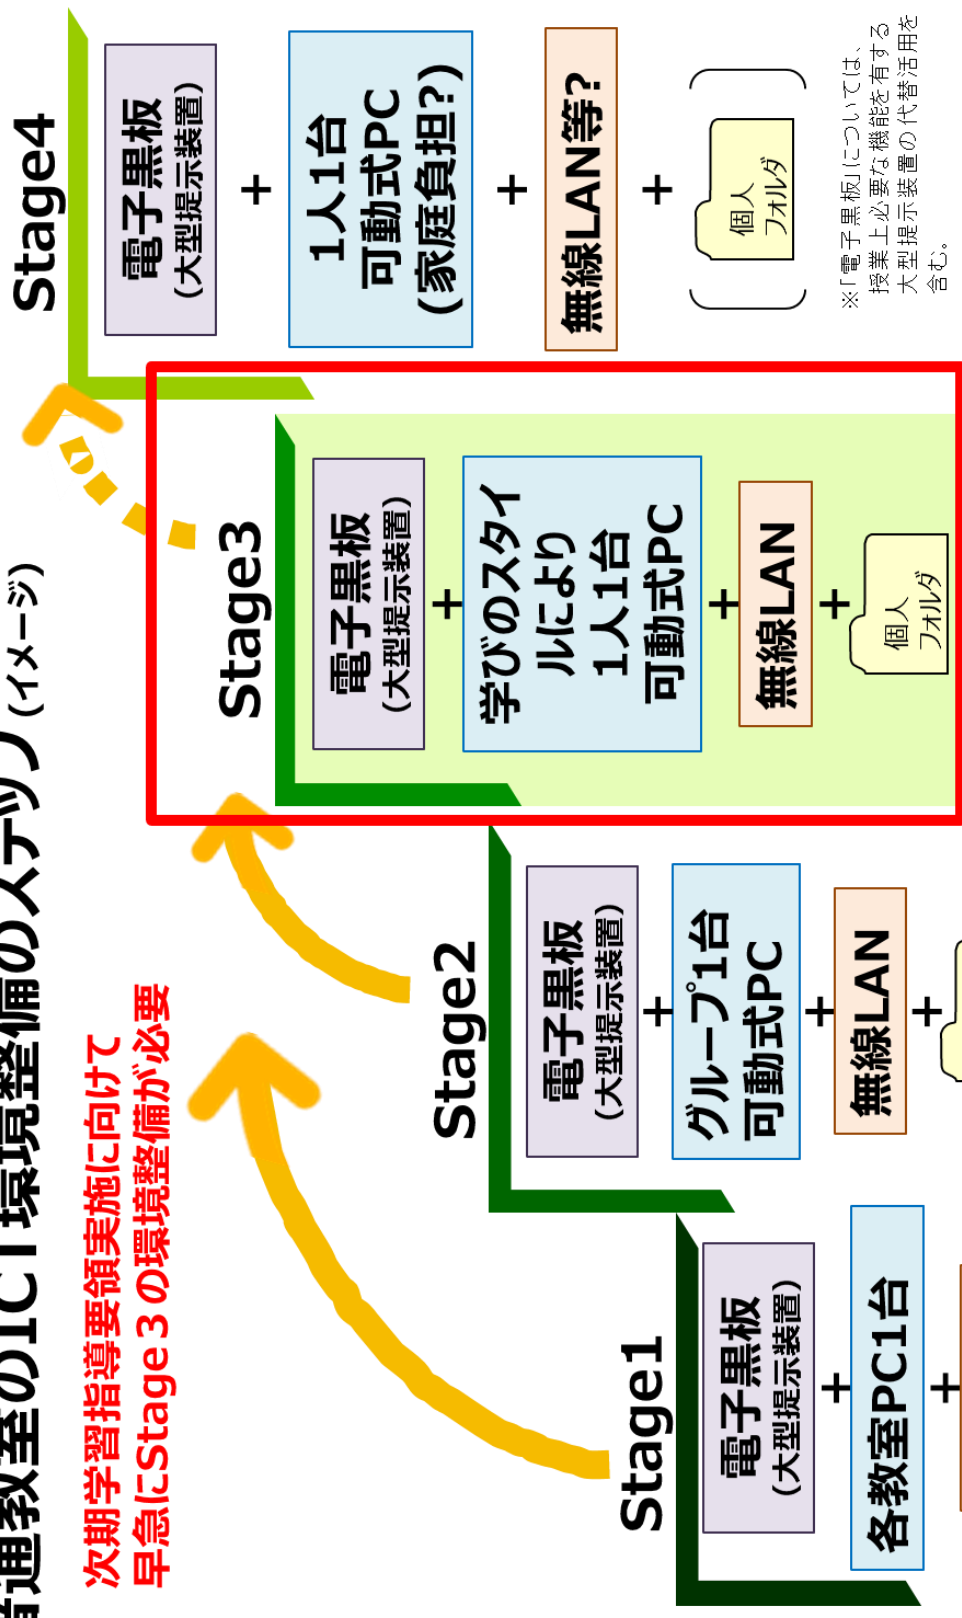 普通教室のICT環境整備のステップ(イメージ)
次期学習指導要領実施に向けて
早急にStage３の環境整備が必要
Stage1
電子黒板
(大型提示装置)
+
各教室PC1台
+
Stage2
電子黒板
(大型提示装置)
+
グループ1台
可動式PC
+
無線LAN
+
Stage3
電子黒板
(大型提示装置)
+
学びのスタイ
ルにより
1人1台
可動式PC
+
無線LAN
+
個人
フォルダ
Stage4
電子黒板
(大型提示装置)
+
1人1台
可動式PC
(家庭負担?)
+
無線LAN等?
+
個人
フォルダ
※「電子黒板」については、
授業上必要な機能を有する
大型提示装置の代替活用を
含む。